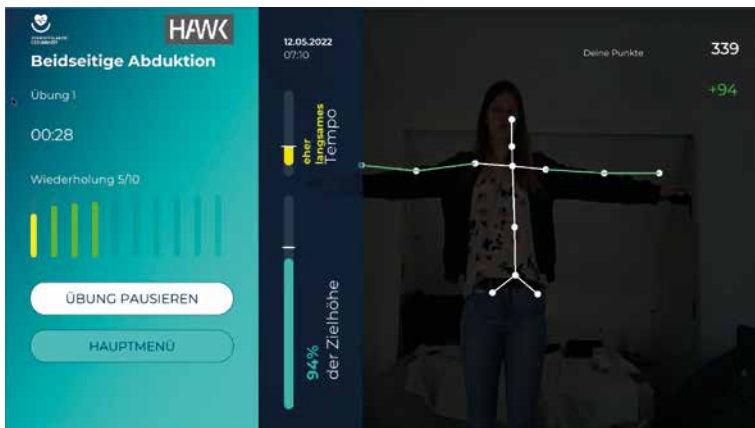 HAWK
Beidseitige Abduktion
Übung 1
00:28
Wiederholung 5/10
ÜBUNG PAUSIEREN
HAUPTMENÜ
12.05.2022
07:10
eher
langsames
Tempo
94%
der Zielhöhe
Deine Punkte
339
+94